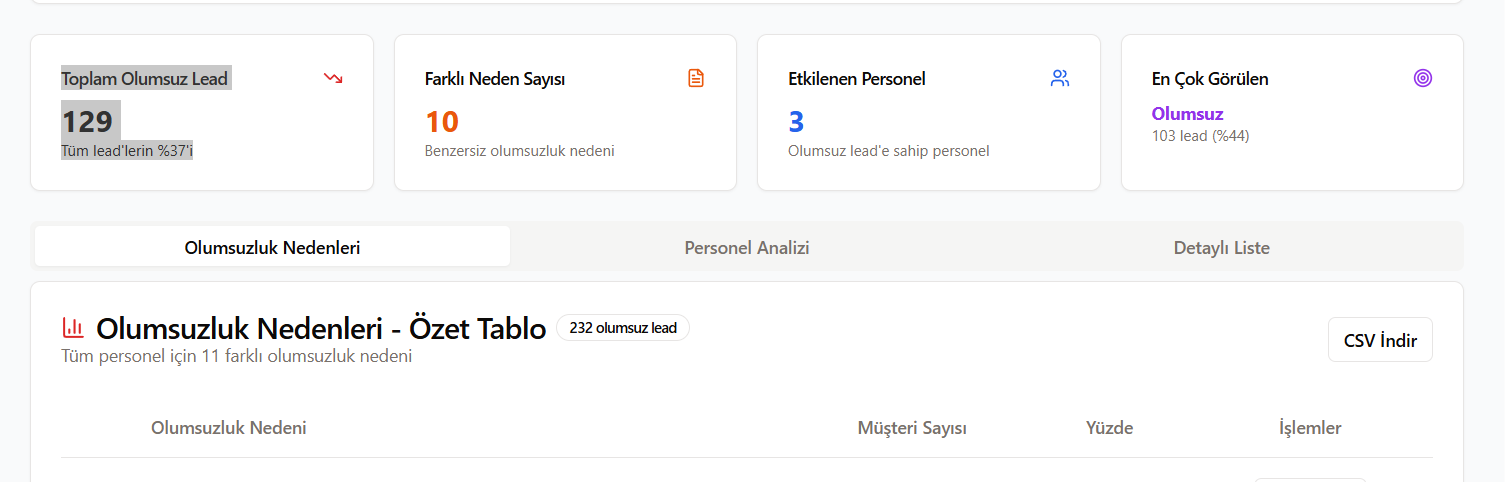 Toplam Olumsuz Lead
129
Tüm lead'lerin %37'i
Farklı Neden Sayısı
10
Benzersiz olumsuzluk nedeni
Etkilenen Personel
3
Olumsuz lead'e sahip personel
En Çok Görülen
Olumsuz
103 lead (%44)
Olumsuzluk Nedenleri
Personel Analizi
Detaylı Liste
Olumsuzluk Nedenleri - Özet Tablo
232 olumsuz lead
Tüm personel için 11 farklı olumsuzluk nedeni
CSV İndir
Olumsuzluk Nedeni
Müşteri Sayısı
Yüzde
İşlemler